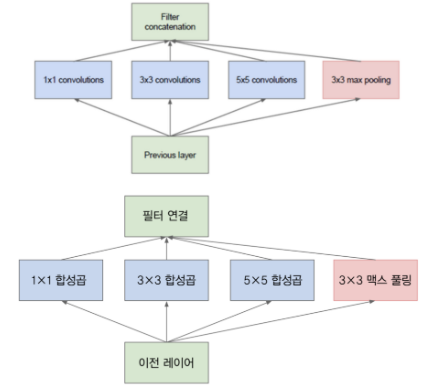 Filter
concatenation
1x1 convolutions
3x3 convolutions
5x5 convolutions
3x3 max pooling
Previous layer
필터 연결
1×1 합성곱
3×3 합성곱
5×5 합성곱
3×3 맥스 풀링
이전 레이어